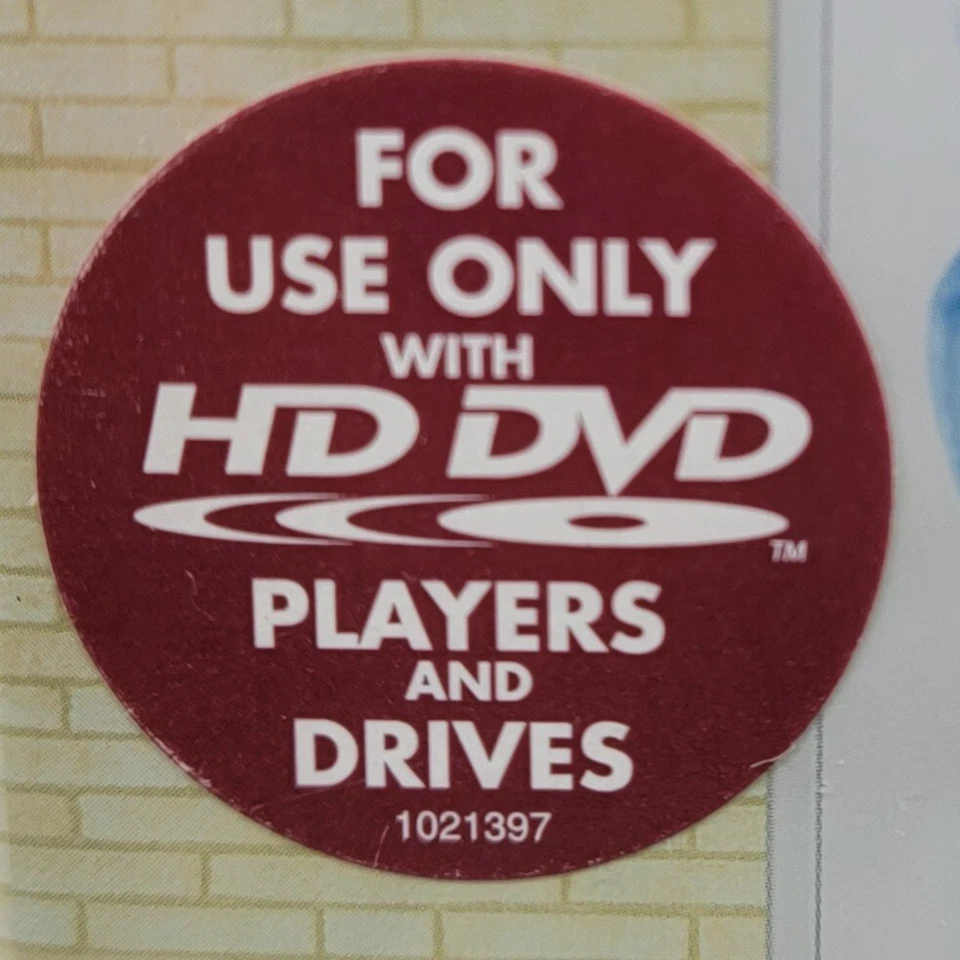 FOR
USE ONLY
WITH
HD DVD
TM
PLAYERS
AND
DRIVES
1021397